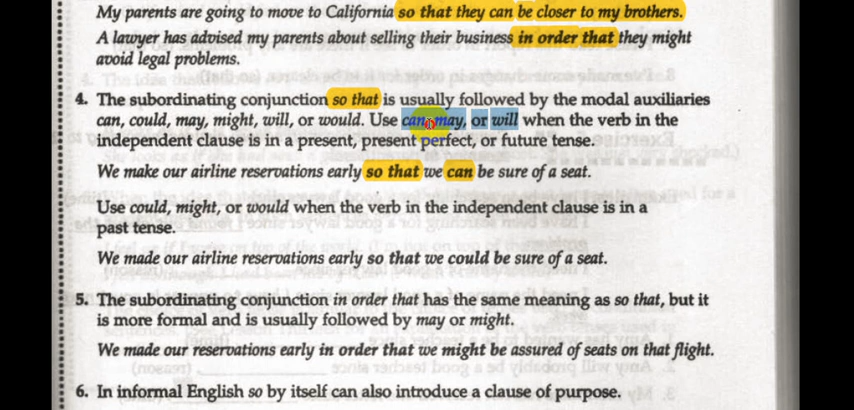 My parents are going to move to California so that they can be closer to my brothers.
A lawyer has advised my parents about selling their business in order that they might
avoid legal problems.
4. The subordinating conjunction so that is usually followed by the modal auxiliaries
can, could, may, might, will, or would. Use can, may, or will when the verb in the
independent clause is in a present, present perfect, or future tense.
We make our airline reservations early so that we can be sure of a seat.
Use could, might, or would when the verb in the independent clause is in a
past tense.
We made our airline reservations early so that we could be sure of a seat.
5. The subordinating conjunction in order that has the same meaning as so that, but it
is more formal and is usually followed by may or might.
We made our reservations early in order that we might be assured of seats on that flight.
6. In informal English so by itself can also introduce a clause of purpose.